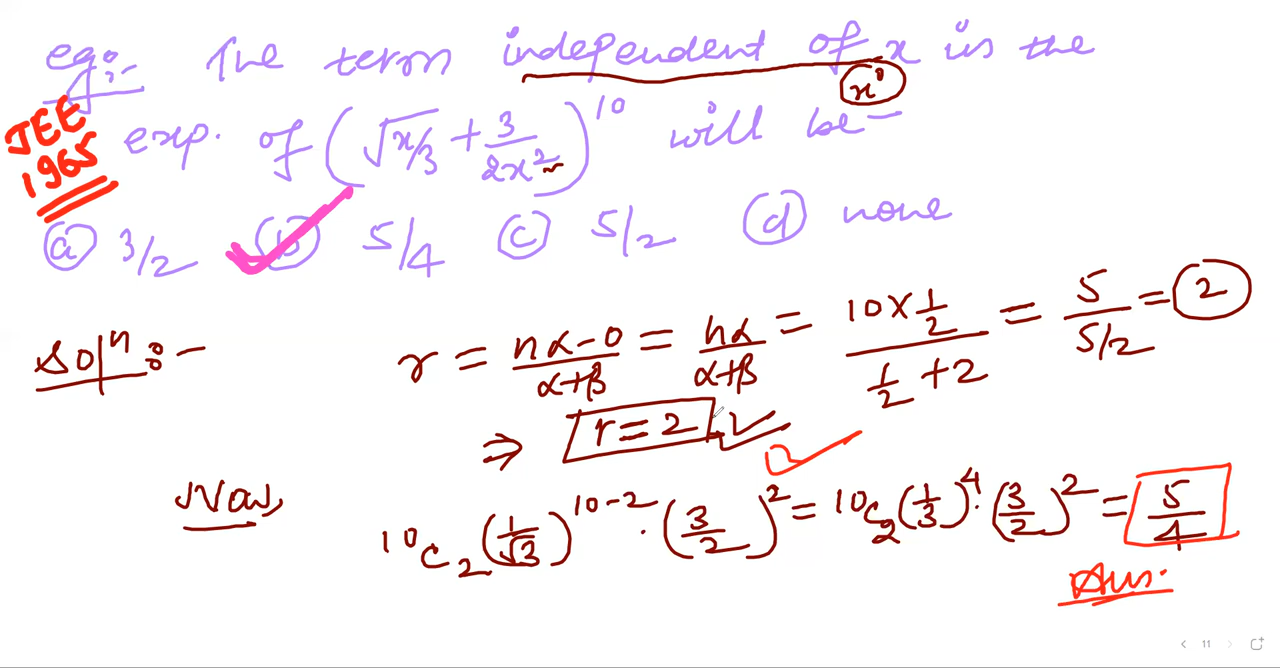 eg:- The term independent of x is the
x⁰
JEE 1965
exp. of (√x/3 + 3/2x²)¹⁰ will be-
(a) 3/2 (b) 5/4 (c) 5/2 (d) none
Solⁿ:- r = nα-0/α+β = nα/α+β = 10×1/2 / 1/2+2 = 5/5/2 = 2
⇒ r=2
Now, ¹⁰C₂ (1/√3)¹⁰⁻² · (3/2)² = ¹⁰C₂ (1/3)⁴ · (3/2)² = 5/4
Ans.
11